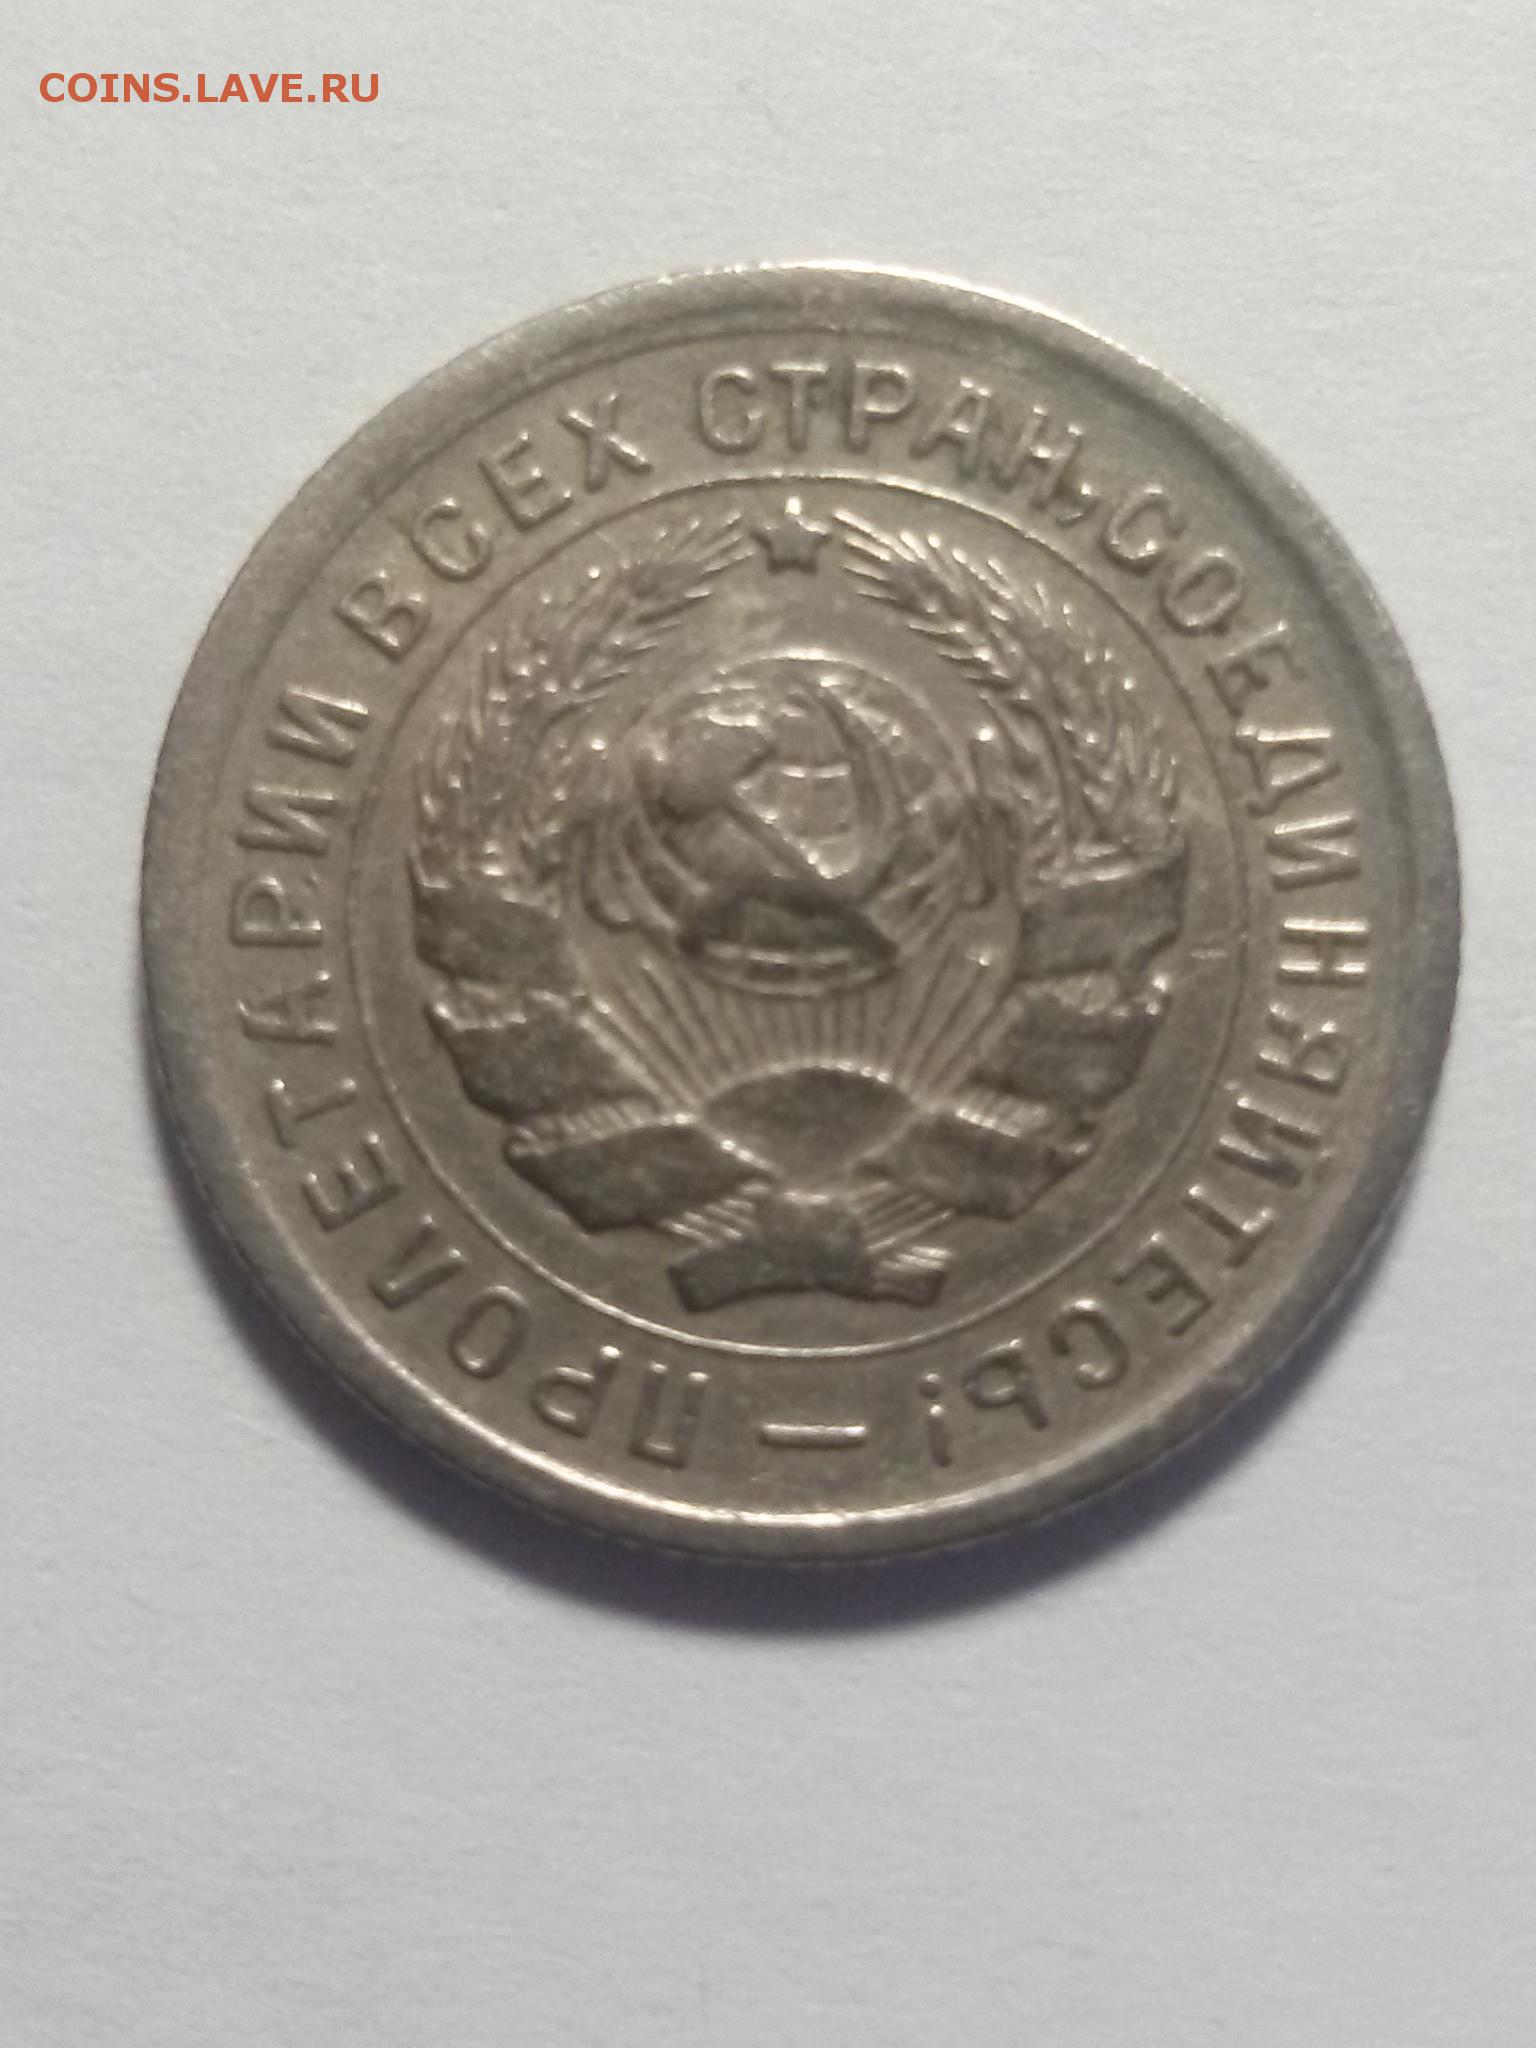 COINS.LAVE.RU
ПРОЛЕТАРИИ ВСЕХ СТРАН, СОЕДИНЯЙТЕСЬ! —